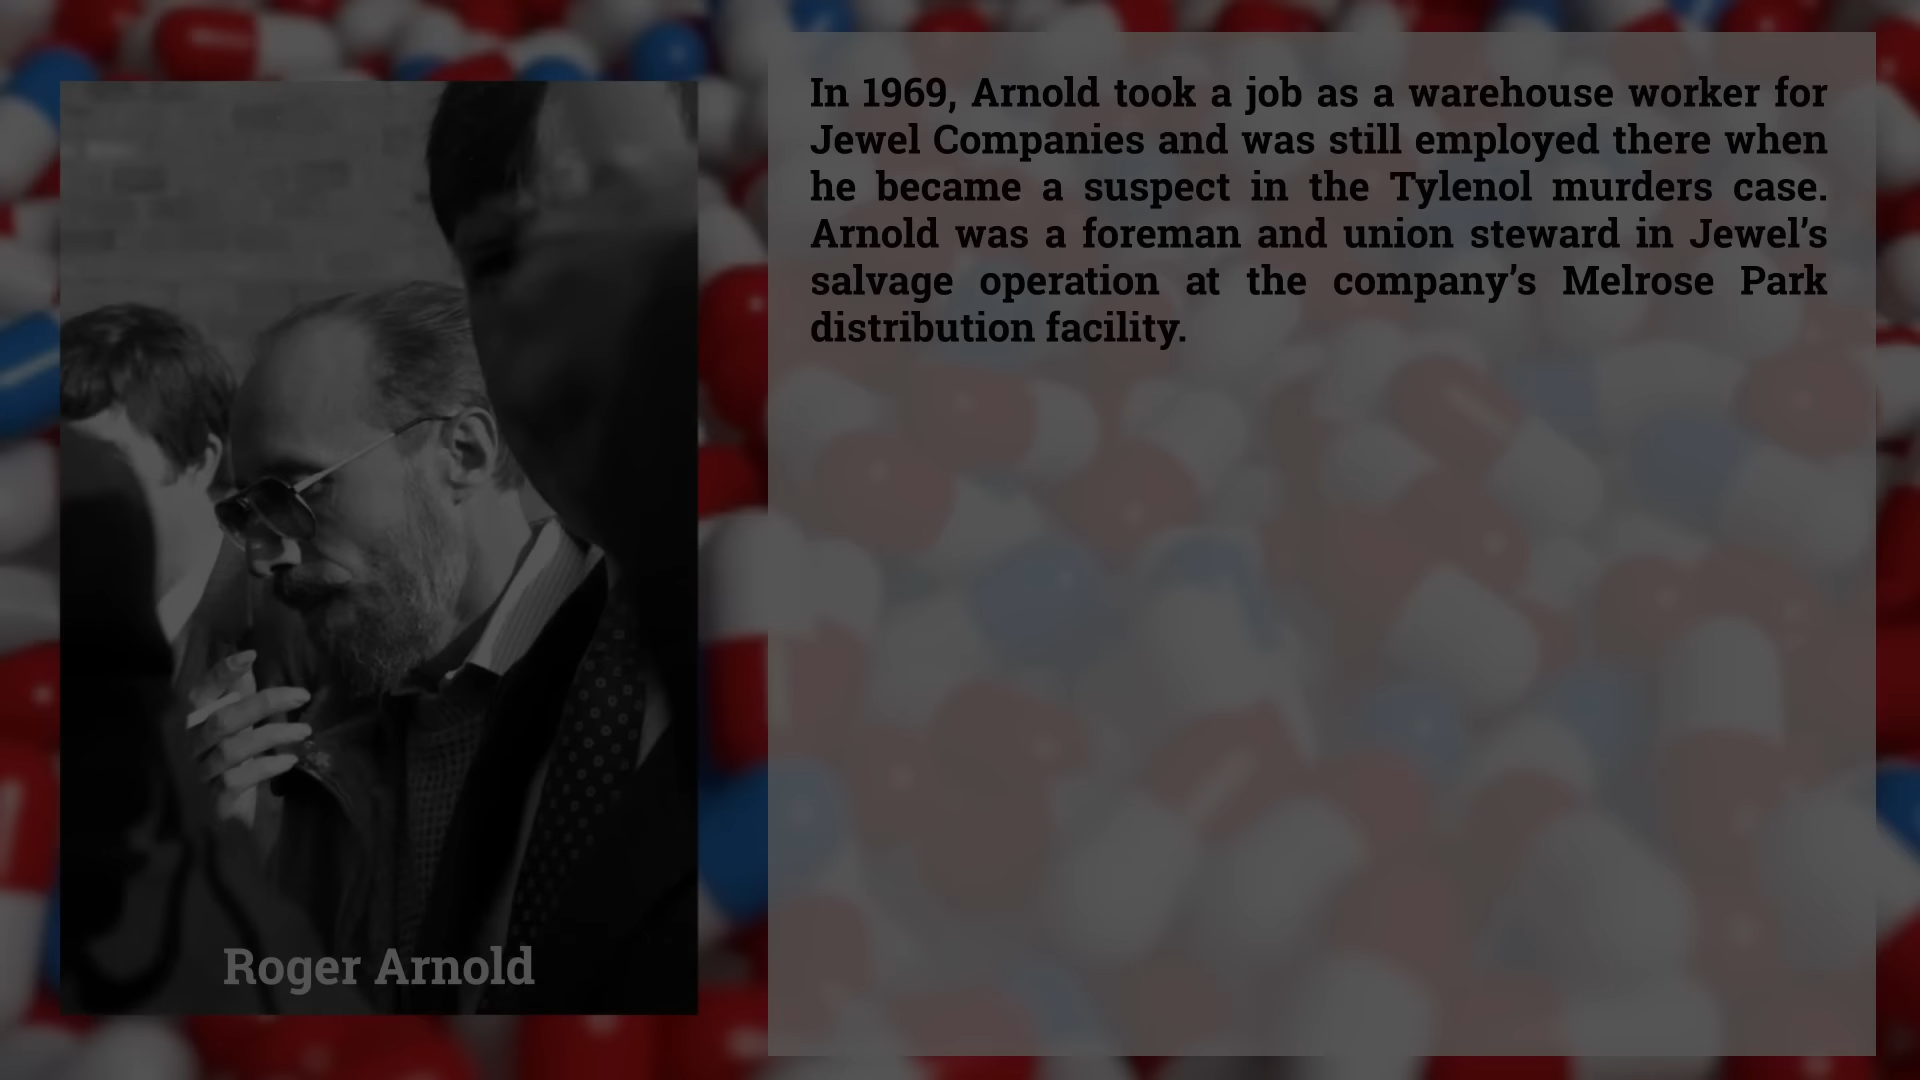 In 1969, Arnold took a job as a warehouse worker for
Jewel Companies and was still employed there when
he became a suspect in the Tylenol murders case.
Arnold was a foreman and union steward in Jewel’s
salvage operation at the company’s Melrose Park
distribution facility.
Roger Arnold